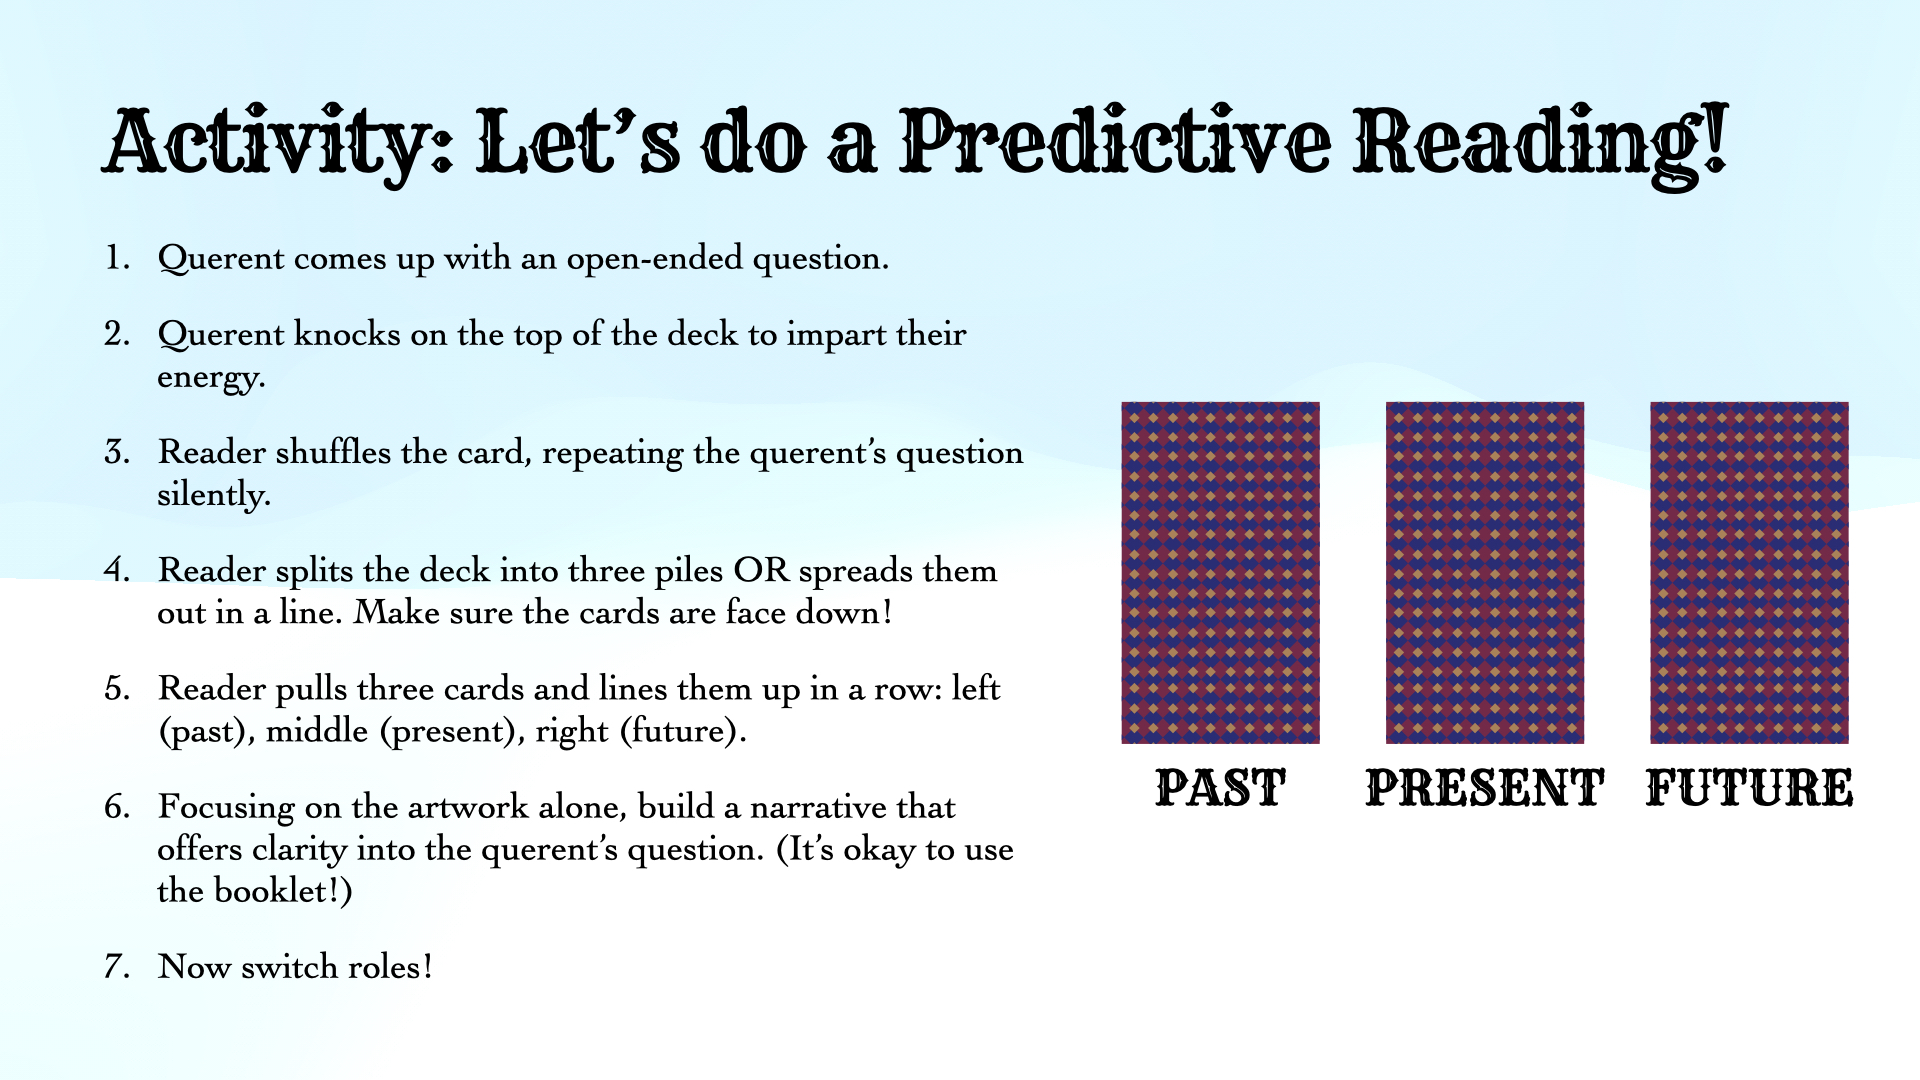 Activity: Let’s do a Predictive Reading!
1. Querent comes up with an open-ended question.
2. Querent knocks on the top of the deck to impart their
energy.
3. Reader shuffles the card, repeating the querent’s question
silently.
4. Reader splits the deck into three piles OR spreads them
out in a line. Make sure the cards are face down!
5. Reader pulls three cards and lines them up in a row: left
(past), middle (present), right (future).
6. Focusing on the artwork alone, build a narrative that
offers clarity into the querent’s question. (It’s okay to use
the booklet!)
7. Now switch roles!
PAST
PRESENT
FUTURE